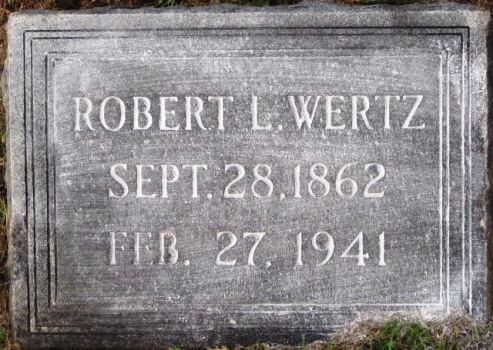 ROBERT L. WERTZ
SEPT. 28, 1862
FEB. 27, 1941